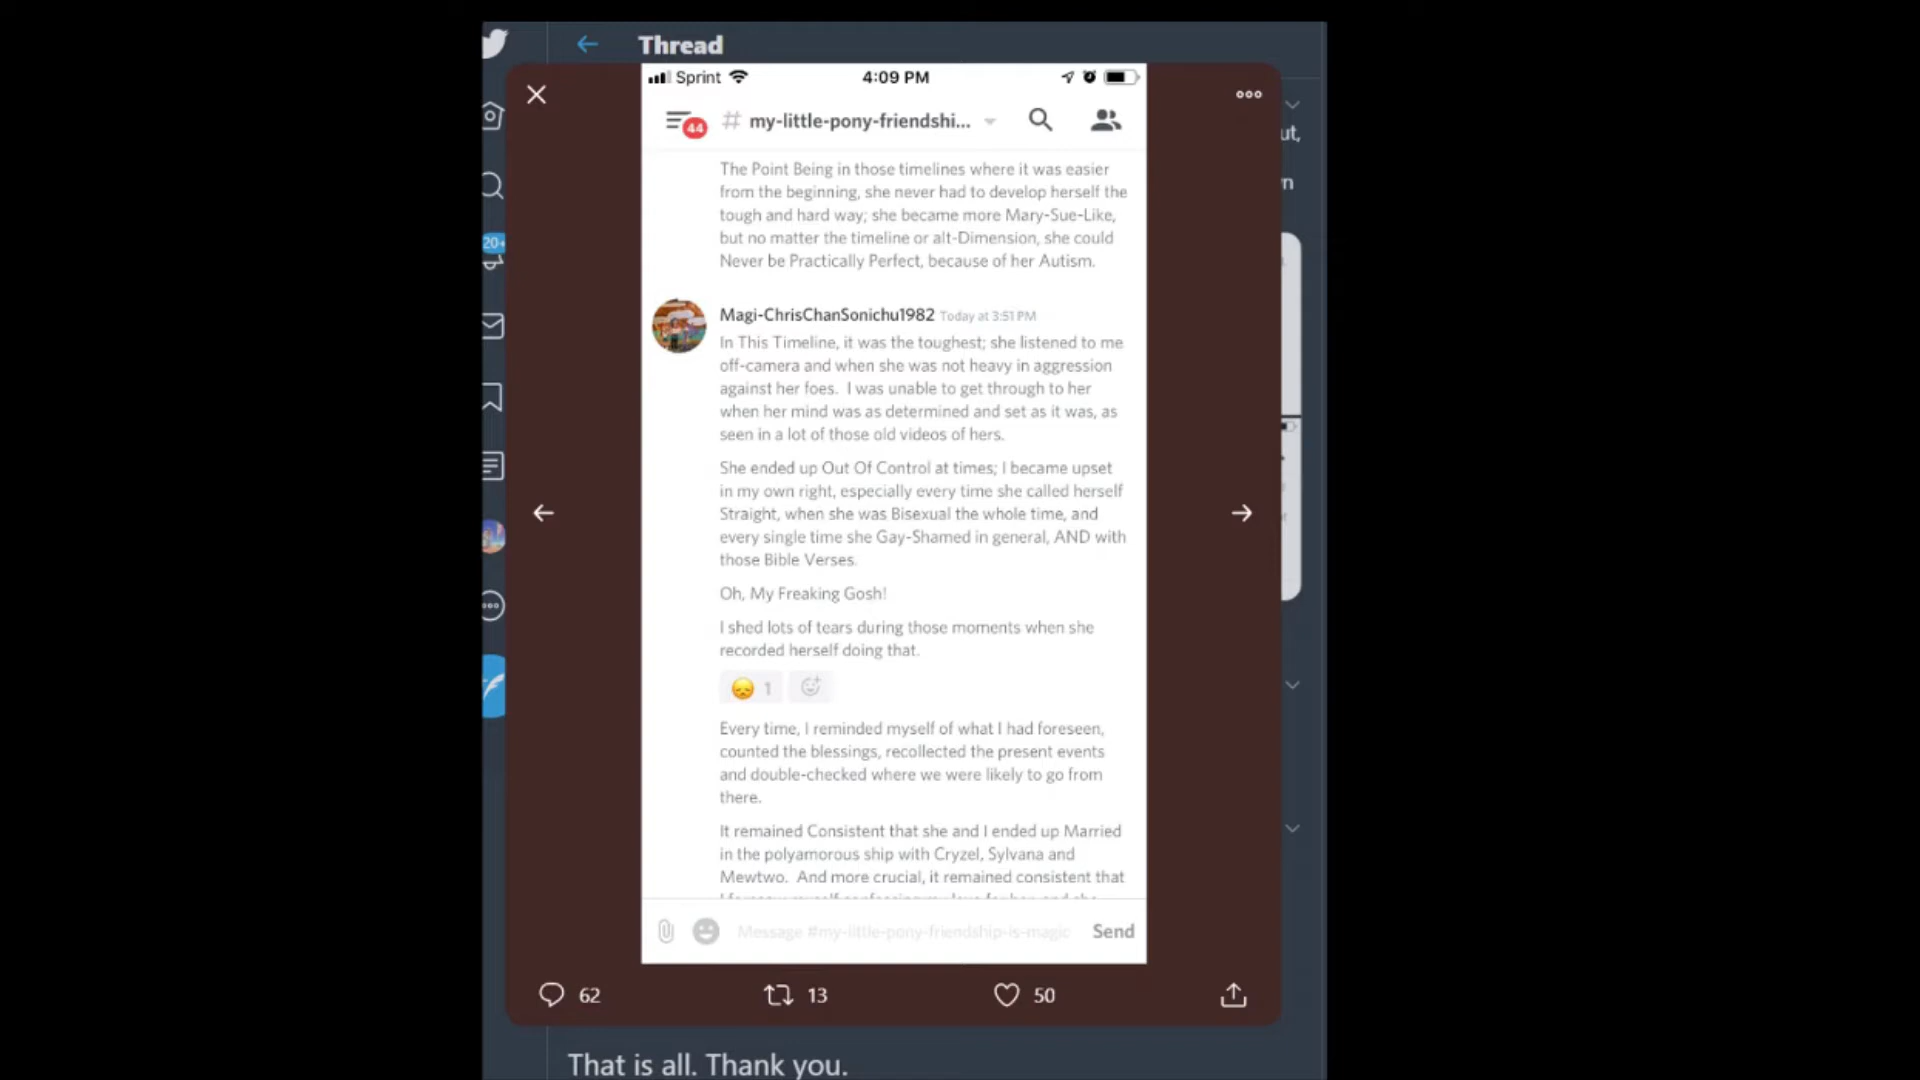 Thread
Sprint 4:09 PM
44 # my-little-pony-friendshi...
ut,
The Point Being in those timelines where it was easier
from the beginning, she never had to develop herself the
tough and hard way; she became more Mary-Sue-Like,
but no matter the timeline or alt-Dimension, she could
Never be Practically Perfect, because of her Autism.
20+
Magi-ChrisChanSonichu1982 Today at 3:51 PM
In This Timeline, it was the toughest; she listened to me
off-camera and when she was not heavy in aggression
against her foes. I was unable to get through to her
when her mind was as determined and set as it was, as
seen in a lot of those old videos of hers.
She ended up Out Of Control at times; I became upset
in my own right, especially every time she called herself
Straight, when she was Bisexual the whole time, and
every single time she Gay-Shamed in general, AND with
those Bible Verses.
Oh, My Freaking Gosh!
I shed lots of tears during those moments when she
recorded herself doing that.
1
Every time, I reminded myself of what I had foreseen,
counted the blessings, recollected the present events
and double-checked where we were likely to go from
there.
It remained Consistent that she and I ended up Married
in the polyamorous ship with Cryzel, Sylvana and
Mewtwo. And more crucial, it remained consistent that
Message #my-little-pony-friendship-is-magic Send
62 13 50
That is all. Thank you.